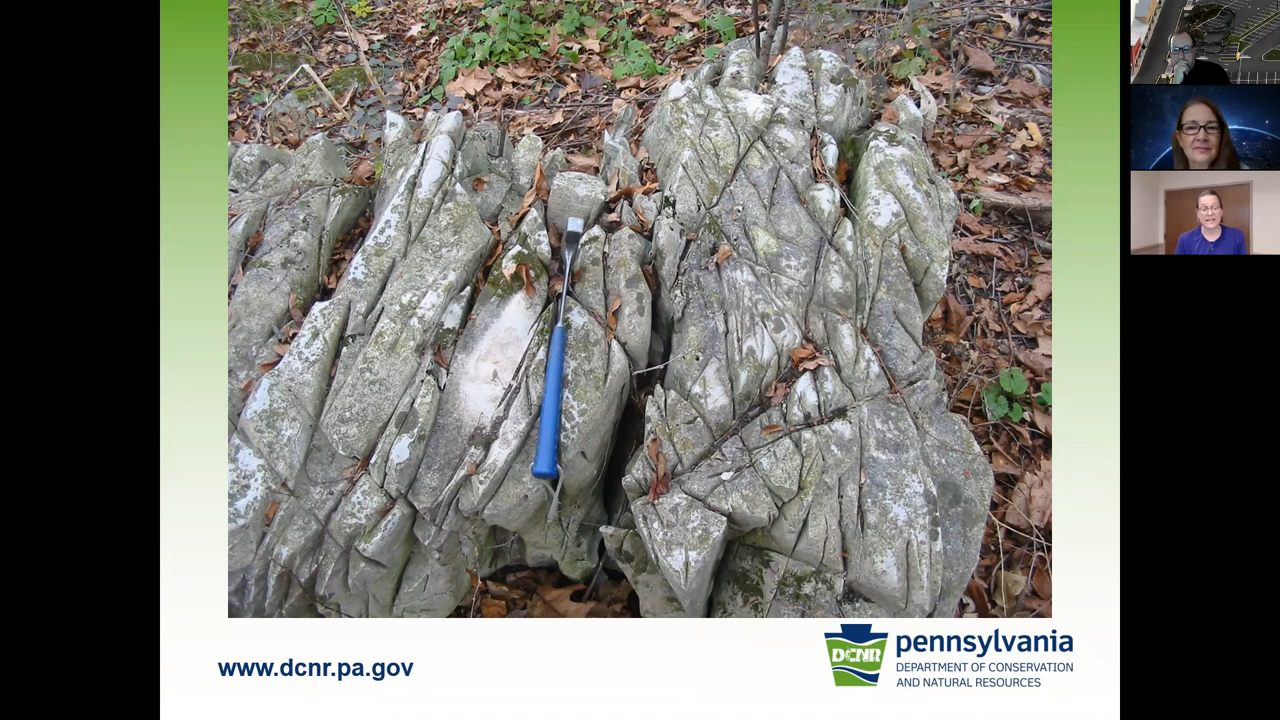 www.dcnr.pa.gov
DCNR
pennsylvania
DEPARTMENT OF CONSERVATION
AND NATURAL RESOURCES